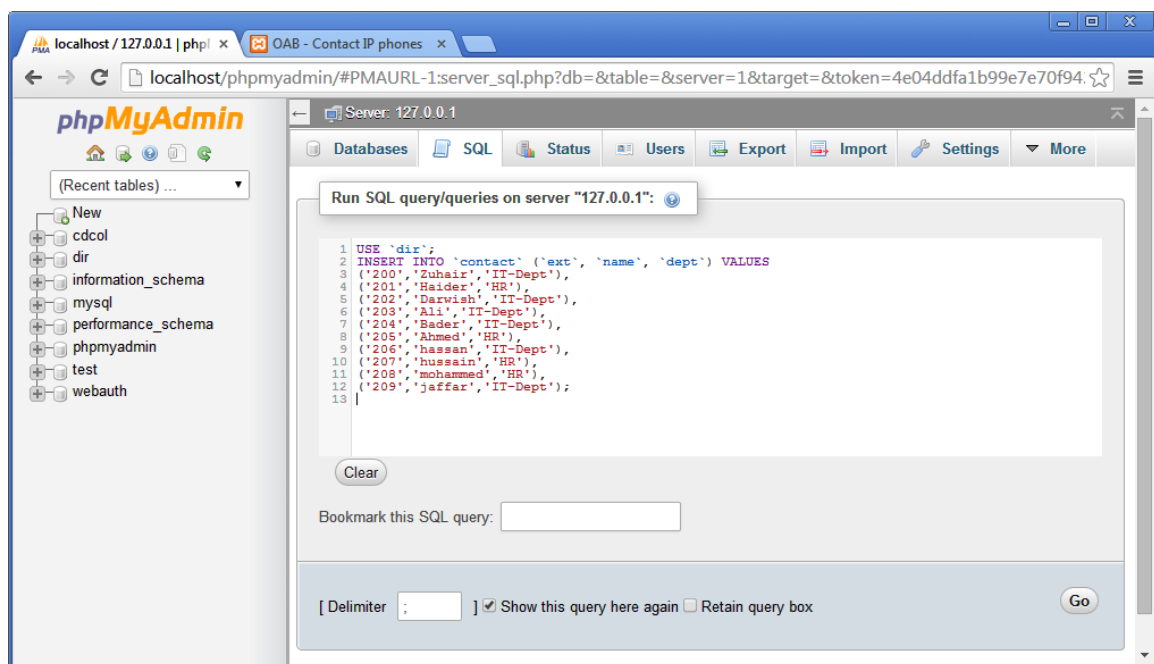 localhost / 127.0.0.1 | phpl
OAB - Contact IP phones
localhost/phpmyadmin/#PMAURL-1:server_sql.php?db=&table=&server=1&target=&token=4e04ddfa1b99e7e70f94
phpMyAdmin
(Recent tables) ...
New
cdcol
dir
information_schema
mysql
performance_schema
phpmyadmin
test
webauth
Server: 127.0.0.1
Databases SQL Status Users Export Import Settings More
Run SQL query/queries on server "127.0.0.1":
1 USE `dir`;
2 INSERT INTO `contact` (`ext`, `name`, `dept`) VALUES
3 ('200','Zuhair','IT-Dept'),
4 ('201','Haider','HR'),
5 ('202','Darwish','IT-Dept'),
6 ('203','Ali','IT-Dept'),
7 ('204','Bader','IT-Dept'),
8 ('205','Ahmed','HR'),
9 ('206','hassan','IT-Dept'),
10 ('207','hussain','HR'),
11 ('208','mohammed','HR'),
12 ('209','jaffar','IT-Dept');
13
Clear
Bookmark this SQL query:
[ Delimiter ; ] Show this query here again Retain query box
Go